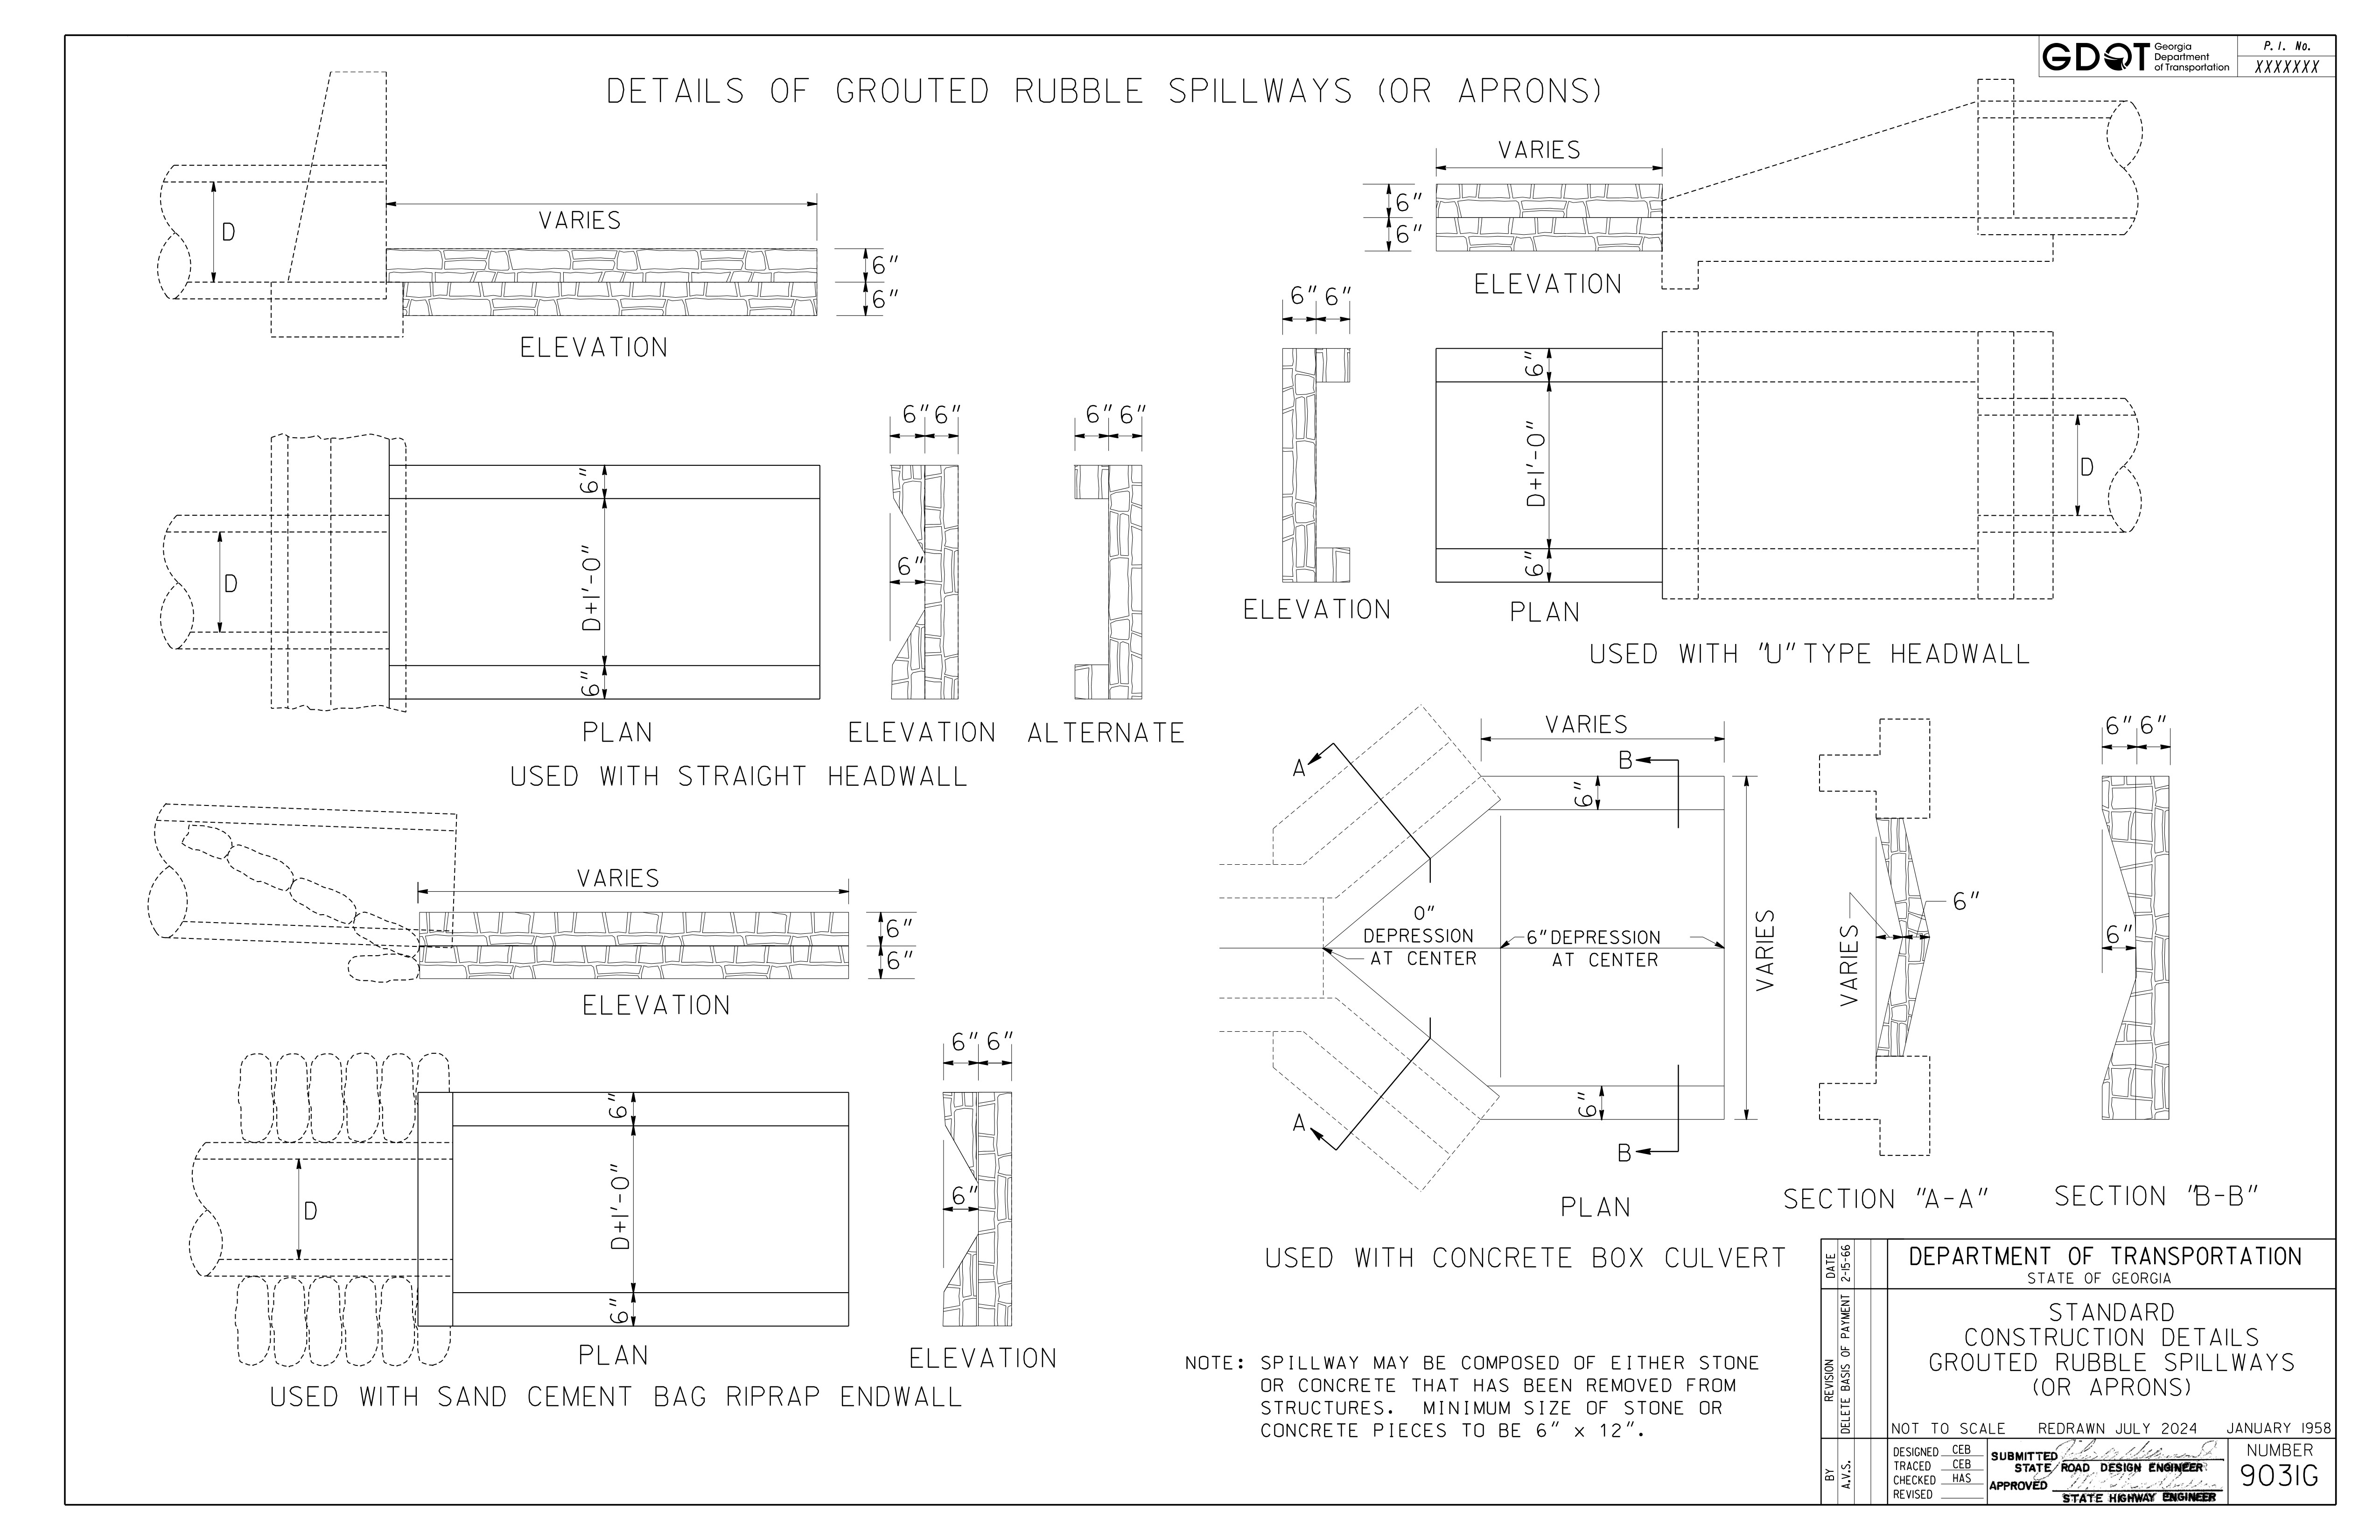 GDOT
Georgia
Department
of Transportation
P. I. No.
XXXXXXX
DETAILS OF GROUTED RUBBLE SPILLWAYS (OR APRONS)
D
VARIES
6"
6"
ELEVATION
D
6"
D+1'-0"
6"
PLAN
6" 6"
6"
ELEVATION
6" 6"
ALTERNATE
USED WITH STRAIGHT HEADWALL
VARIES
6"
6"
ELEVATION
6" 6"
ELEVATION
6"
D+1'-0"
6"
D
PLAN
USED WITH "U" TYPE HEADWALL
VARIES
6"
6"
ELEVATION
D
6"
D+1'-0"
6"
PLAN
6" 6"
6"
ELEVATION
USED WITH SAND CEMENT BAG RIPRAP ENDWALL
VARIES
A
B
6"
0"
DEPRESSION
AT CENTER
6" DEPRESSION
AT CENTER
VARIES
6"
A
B
PLAN
VARIES
6"
SECTION "A-A"
6" 6"
6"
SECTION "B-B"
USED WITH CONCRETE BOX CULVERT
NOTE: SPILLWAY MAY BE COMPOSED OF EITHER STONE
OR CONCRETE THAT HAS BEEN REMOVED FROM
STRUCTURES. MINIMUM SIZE OF STONE OR
CONCRETE PIECES TO BE 6" x 12".
DATE
2-15-66
REVISION
DELETE BASIS OF PAYMENT
BY
A.V.S.
DEPARTMENT OF TRANSPORTATION
STATE OF GEORGIA
STANDARD
CONSTRUCTION DETAILS
GROUTED RUBBLE SPILLWAYS
(OR APRONS)
NOT TO SCALE REDRAWN JULY 2024 JANUARY 1958
DESIGNED CEB
TRACED CEB
CHECKED HAS
REVISED
SUBMITTED
STATE ROAD DESIGN ENGINEER
APPROVED
STATE HIGHWAY ENGINEER
NUMBER
9031G